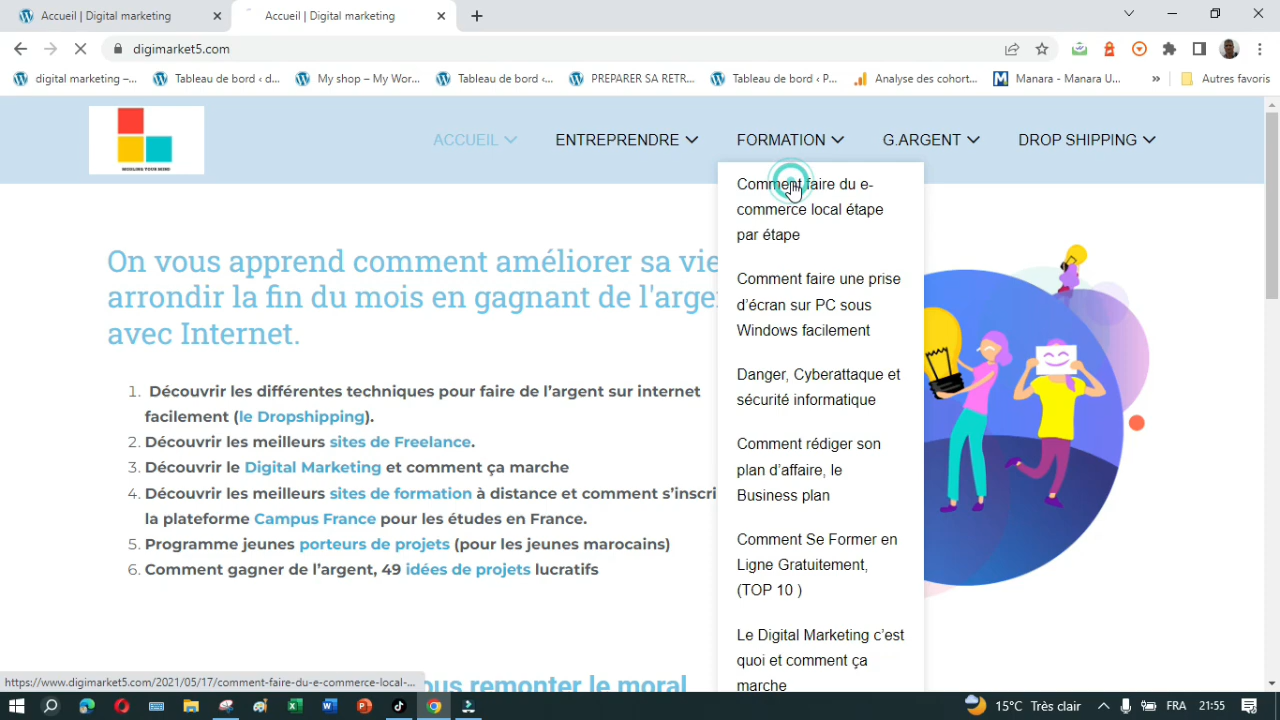 Accueil | Digital marketing
Accueil | Digital marketing
digimarket5.com
digital marketing –...
Tableau de bord ‹ d...
My shop – My Wor...
Tableau de bord ‹...
PREPARER SA RETR...
Tableau de bord ‹ P...
Analyse des cohort...
Manara - Manara U...
»
Autres favoris
MODLING YOUR MIND
ACCUEIL
ENTREPRENDRE
FORMATION
G.ARGENT
DROP SHIPPING
Comment faire du e-
commerce local étape
par étape
Comment faire une prise
d’écran sur PC sous
Windows facilement
Danger, Cyberattaque et
sécurité informatique
Comment rédiger son
plan d’affaire, le
Business plan
Comment Se Former en
Ligne Gratuitement,
(TOP 10 )
Le Digital Marketing c’est
quoi et comment ça
marche
On vous apprend comment améliorer sa vie
arrondir la fin du mois en gagnant de l'arge
avec Internet.
1. Découvrir les différentes techniques pour faire de l’argent sur internet
facilement (le Dropshipping).
2. Découvrir les meilleurs sites de Freelance.
3. Découvrir le Digital Marketing et comment ça marche
4. Découvrir les meilleurs sites de formation à distance et comment s’inscri
la plateforme Campus France pour les études en France.
5. Programme jeunes porteurs de projets (pour les jeunes marocains)
6. Comment gagner de l’argent, 49 idées de projets lucratifs
ous remonter le moral
https://www.digimarket5.com/2021/05/17/comment-faire-du-e-commerce-local-...
15°C Très clair
FRA
21:55